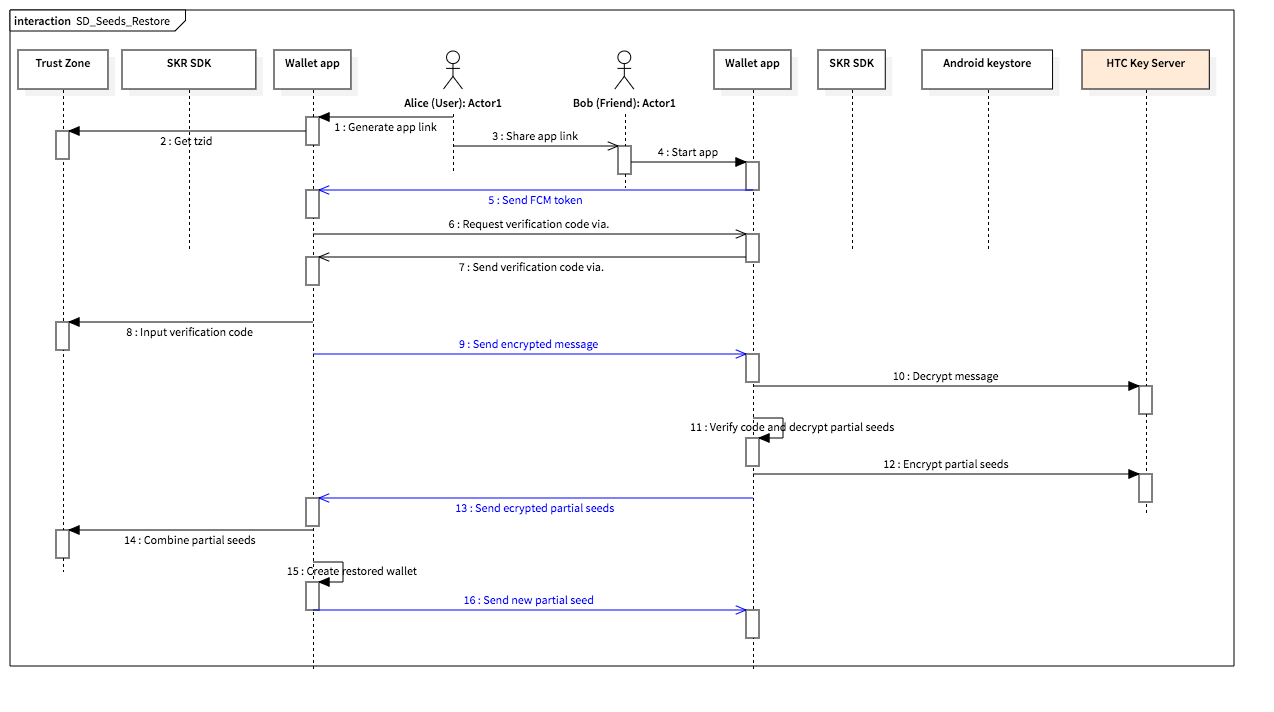 interaction SD_Seeds_Restore
Trust Zone
SKR SDK
Wallet app
Alice (User): Actor1
Bob (Friend): Actor1
Wallet app
SKR SDK
Android keystore
HTC Key Server
1 : Generate app link
2 : Get tzid
3 : Share app link
4 : Start app
5 : Send FCM token
6 : Request verification code via.
7 : Send verification code via.
8 : Input verification code
9 : Send encrypted message
10 : Decrypt message
11 : Verify code and decrypt partial seeds
12 : Encrypt partial seeds
13 : Send ecrypted partial seeds
14 : Combine partial seeds
15 : Create restored wallet
16 : Send new partial seed